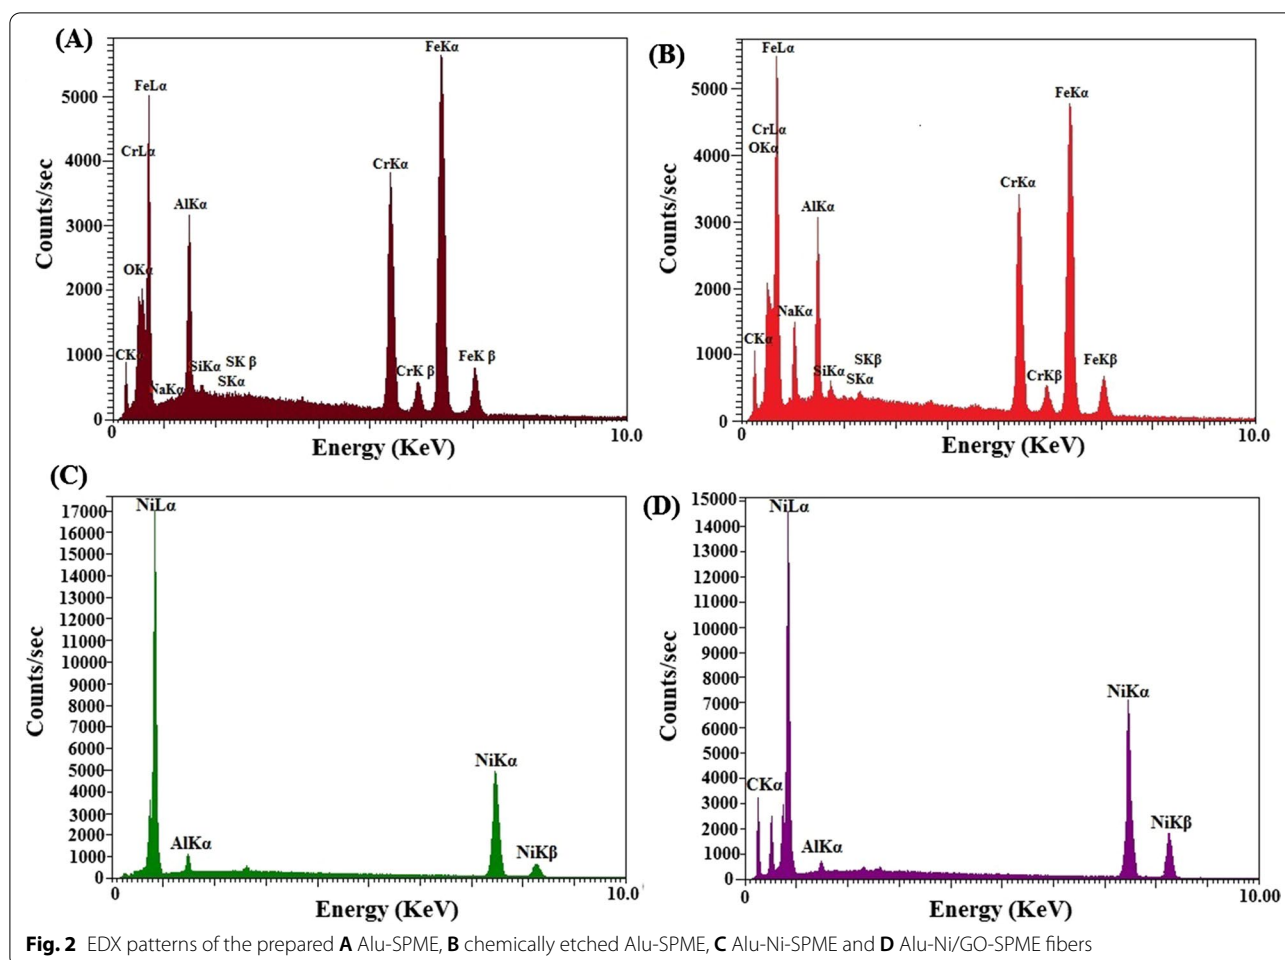 (A)
FeKα
FeLα
5000
4000
CrLα
CrKα
AlKα
Counts/sec
3000
OKα
2000
1000
CKα
SiKα
SK β
SKα
NaKα
CrK β
FeK β
0
0
10.0
Energy (KeV)
(B)
FeLα
5000
FeKα
CrLα
OKα
4000
CrKα
AlKα
Counts/sec
3000
2000
NaKα
CKα
1000
SiKα
SKβ
SKα
CrKβ
FeKβ
0
0
10.0
Energy (KeV)
(C)
NiLα
17000
16000
15000
14000
13000
12000
11000
10000
9000
8000
7000
6000
5000
4000
3000
2000
1000
0
Counts/sec
NiKα
AlKα
NiKβ
0
10.0
Energy (KeV)
(D)
15000
NiLα
14000
13000
12000
11000
10000
9000
8000
7000
6000
5000
4000
3000
2000
1000
0
Counts/sec
NiKα
CKα
AlKα
NiKβ
0
10.00
Energy (KeV)
Fig. 2 EDX patterns of the prepared A Alu-SPME, B chemically etched Alu-SPME, C Alu-Ni-SPME and D Alu-Ni/GO-SPME fibers